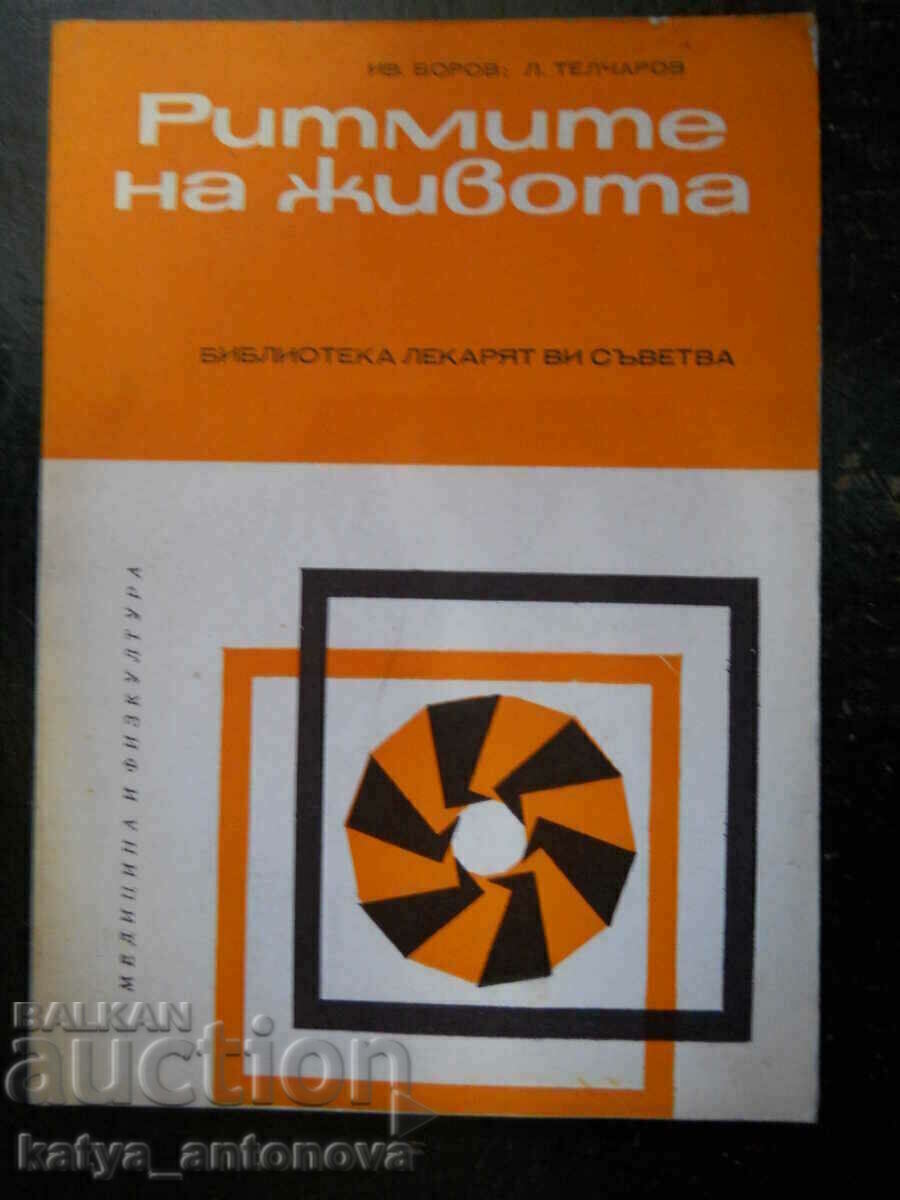 ИВ. БОРОВ; Л. ТЕЛЧАРОВ
Ритмите
на живота
БИБЛИОТЕКА ЛЕКАРЯТ ВИ СЪВЕТВА
МЕДИЦИНА И ФИЗКУЛТУРА
BALKAN
auction
katya_antonova